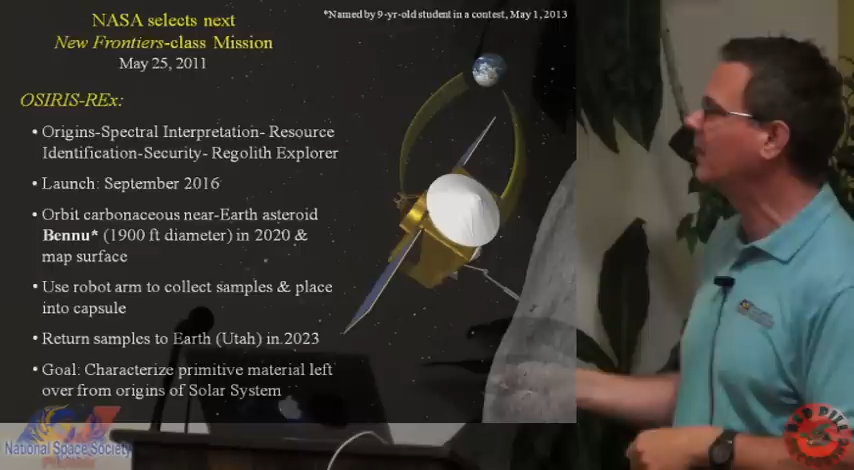 NASA selects next
New Frontiers-class Mission
May 25, 2011
*Named by 9-yr-old student in a contest, May 1, 2013
OSIRIS-REx:
• Origins-Spectral Interpretation- Resource
Identification-Security- Regolith Explorer
• Launch: September 2016
• Orbit carbonaceous near-Earth asteroid
Bennu* (1900 ft diameter) in 2020 &
map surface
• Use robot arm to collect samples & place
into capsule
• Return samples to Earth (Utah) in 2023
• Goal: Characterize primitive material left
over from origins of Solar System
National Space Society
RED PILL